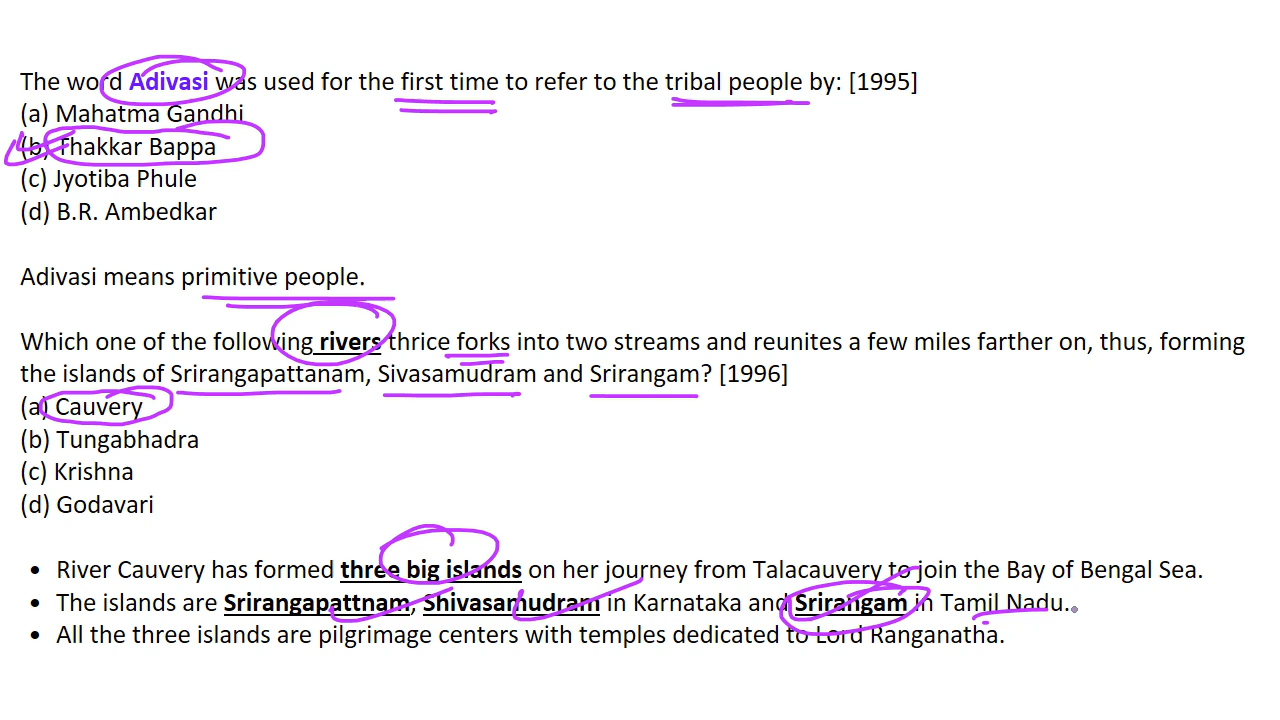 The word Adivasi was used for the first time to refer to the tribal people by: [1995]
(a) Mahatma Gandhi
(b) Thakkar Bappa
(c) Jyotiba Phule
(d) B.R. Ambedkar
Adivasi means primitive people.
Which one of the following rivers thrice forks into two streams and reunites a few miles farther on, thus, forming
the islands of Srirangapattanam, Sivasamudram and Srirangam? [1996]
(a) Cauvery
(b) Tungabhadra
(c) Krishna
(d) Godavari
• River Cauvery has formed three big islands on her journey from Talacauvery to join the Bay of Bengal Sea.
• The islands are Srirangapattnam, Shivasamudram in Karnataka and Srirangam in Tamil Nadu.
• All the three islands are pilgrimage centers with temples dedicated to Lord Ranganatha.